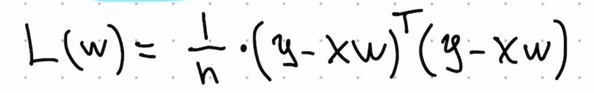 L(w) = 1/n · (y - Xw)^T (y - Xw)